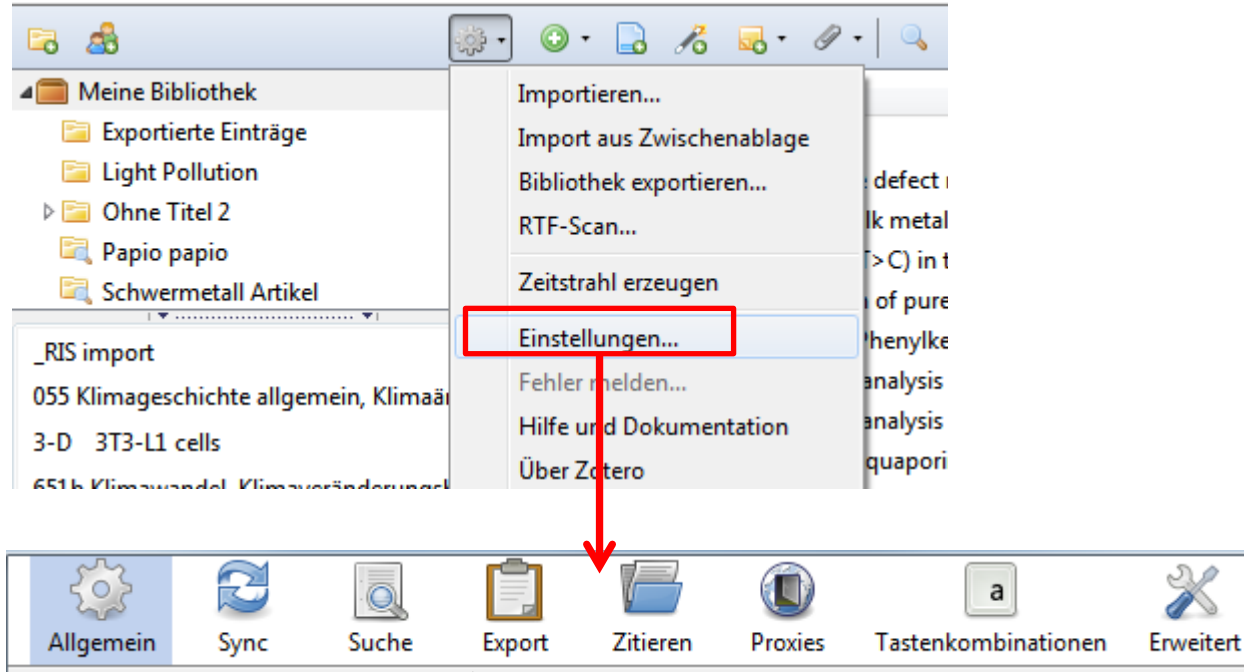 Meine Bibliothek
Exportierte Einträge
Light Pollution
Ohne Titel 2
Papio papio
Schwermetall Artikel
_RIS import
055 Klimageschichte allgemein,
3-D 3T3-L1 cells
651h Klimawandel,
Importieren...
Import aus Zwischenablage
Bibliothek exportieren...
RTF-Scan...
Zeitstrahl erzeugen
Einstellungen...
Fehler melden...
Hilfe und Dokumentation
Über Zotero
defect
lk metal
T>C) in t
of pure
Phenylke
analysis
analysis
quapori
Allgemein Sync Suche Export Zitieren Proxies a Tastenkombinationen Erweitert